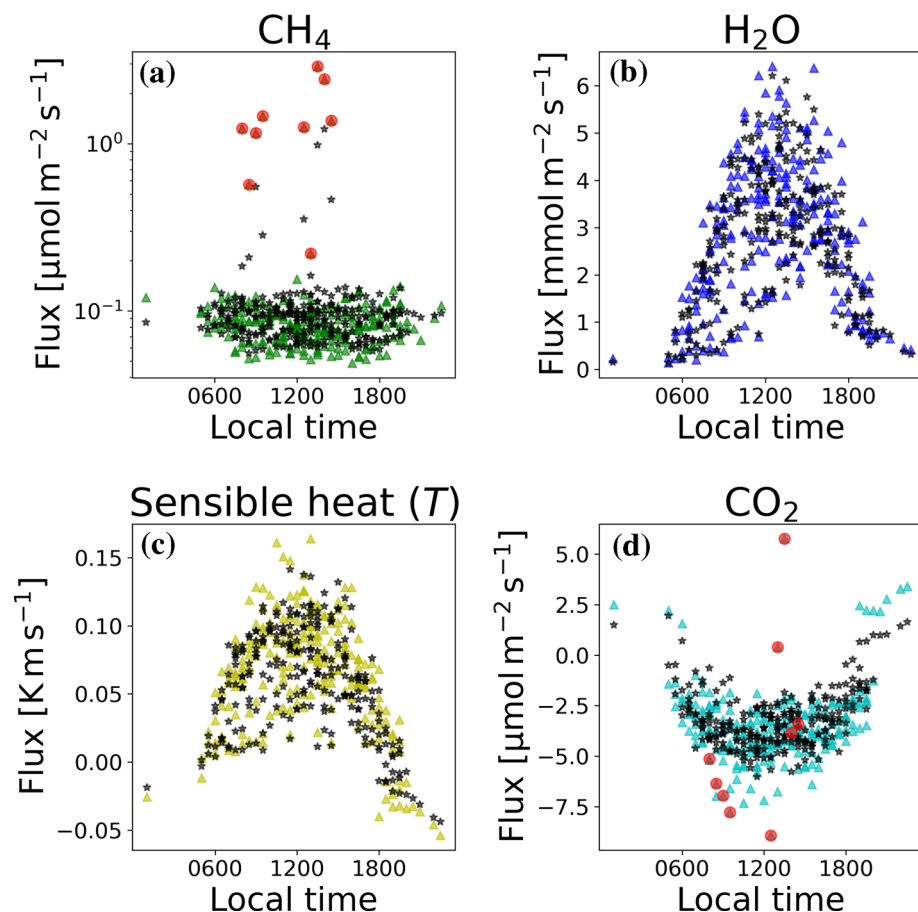 CH₄
(a)
Flux [µmol m⁻² s⁻¹]
10⁰
10⁻¹
0600 1200 1800
Local time
H₂O
(b)
Flux [mmol m⁻² s⁻¹]
6
5
4
3
2
1
0
0600 1200 1800
Local time
Sensible heat (T)
(c)
Flux [K m s⁻¹]
0.15
0.10
0.05
0.00
−0.05
0600 1200 1800
Local time
CO₂
(d)
Flux [µmol m⁻² s⁻¹]
5.0
2.5
0.0
−2.5
−5.0
−7.5
0600 1200 1800
Local time